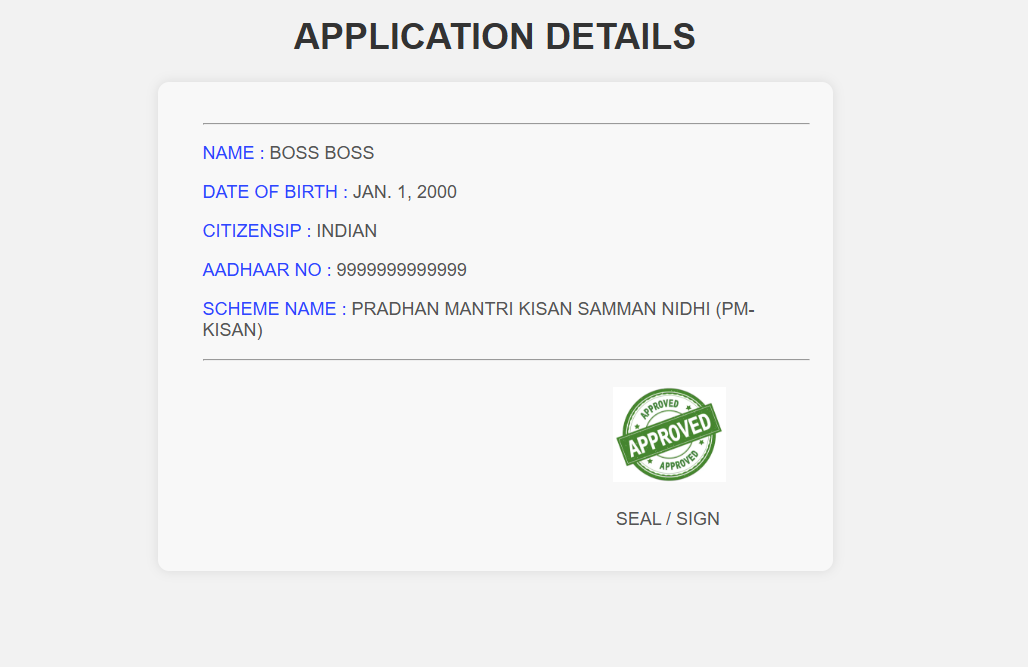 APPLICATION DETAILS
NAME : BOSS BOSS
DATE OF BIRTH : JAN. 1, 2000
CITIZENSIP : INDIAN
AADHAAR NO : 9999999999999
SCHEME NAME : PRADHAN MANTRI KISAN SAMMAN NIDHI (PM-
KISAN)
APPROVED
APPROVED
APPROVED
SEAL / SIGN